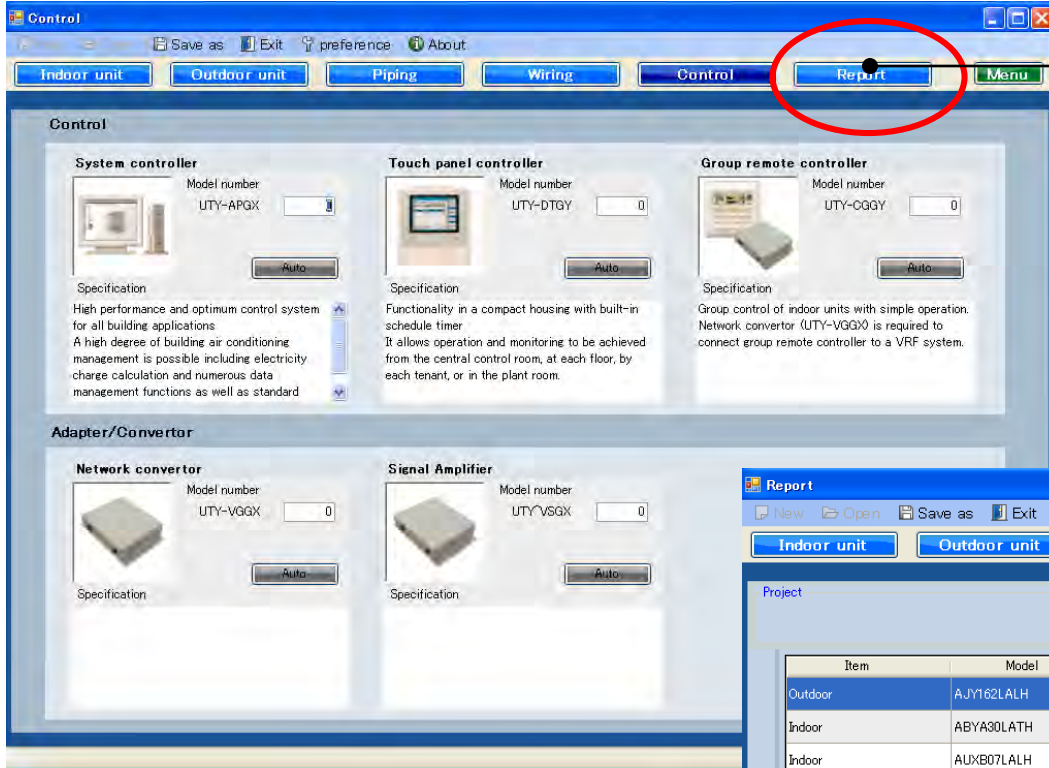 Control
Save as Exit preference About
Indoor unit Outdoor unit Piping Wiring Control Report Menu
Control
System controller Touch panel controller Group remote controller
Model number Model number Model number
UTY-APGX UTY-DTGY 0 UTY-CGGY 0
Auto Auto Auto
Specification Specification Specification
High performance and optimum control system
for all building applications
A high degree of building air conditioning
management is possible including electricity
charge calculation and numerous data
management functions as well as standard
Functionality in a compact housing with built-in
schedule timer
It allows operation and monitoring to be achieved
from the central control room, at each floor, by
each tenant, or in the plant room.
Group control of indoor units with simple operation.
Network convertor (UTY-VGGX) is required to
connect group remote controller to a VRF system.
Adapter/Convertor
Network convertor Signal Amplifier
Model number Model number
UTY-VGGX 0 UTY-VSGX 0
Auto Auto
Specification Specification
Report
New Open Save as Exit
Indoor unit Outdoor unit
Project
Item Model
Outdoor AJY162LALH
Indoor ABYA30LATH
Indoor AUXB07LALH